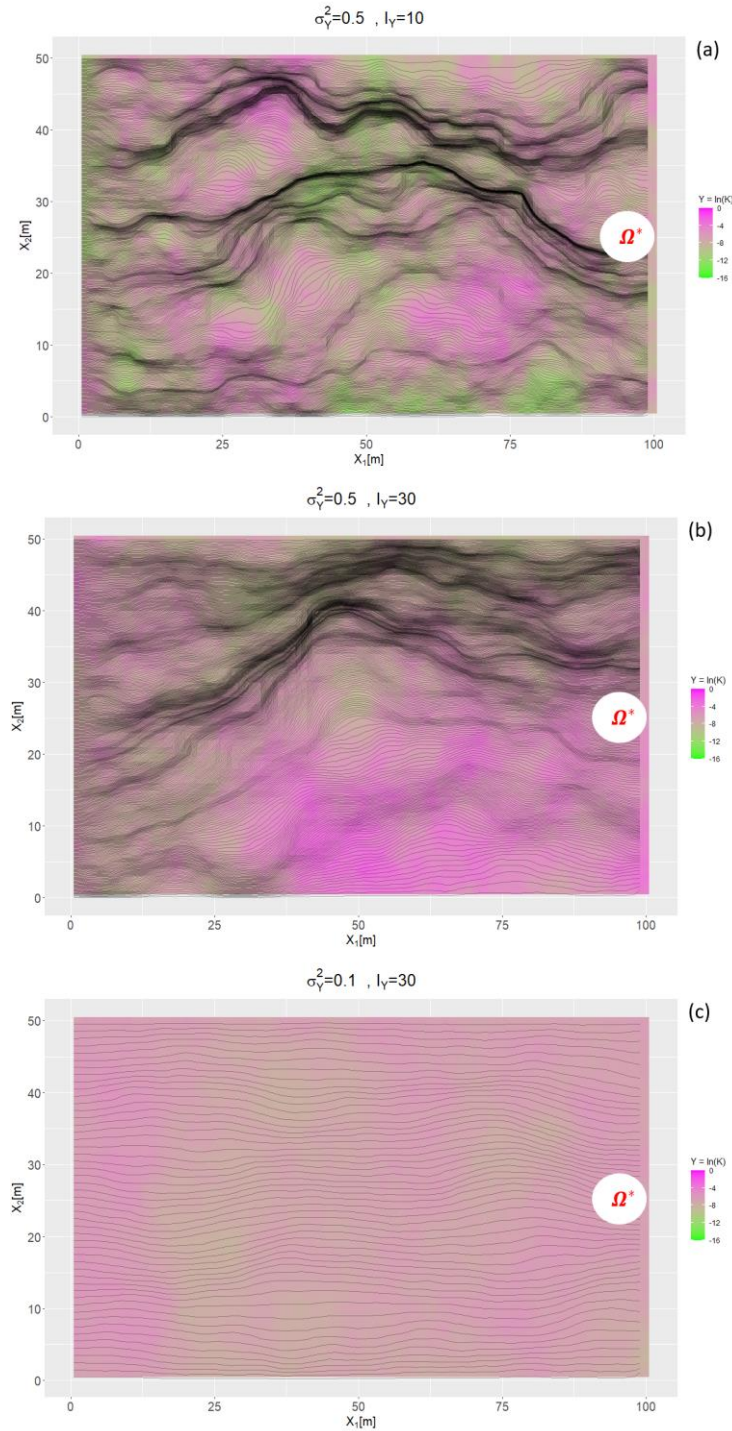 σ²Y=0.5 , IY=10
(a)
50
40
30
20
10
0
X₂[m]
0 25 50 75 100
X₁[m]
Ω*
Y = ln(K)
0
-4
-8
-12
-16
σ²Y=0.5 , IY=30
(b)
50
40
30
20
10
0
X₂[m]
0 25 50 75 100
X₁[m]
Ω*
Y = ln(K)
0
-4
-8
-12
-16
σ²Y=0.1 , IY=30
(c)
50
40
30
20
10
0
X₂[m]
0 25 50 75 100
X₁[m]
Ω*
Y = ln(K)
0
-4
-8
-12
-16